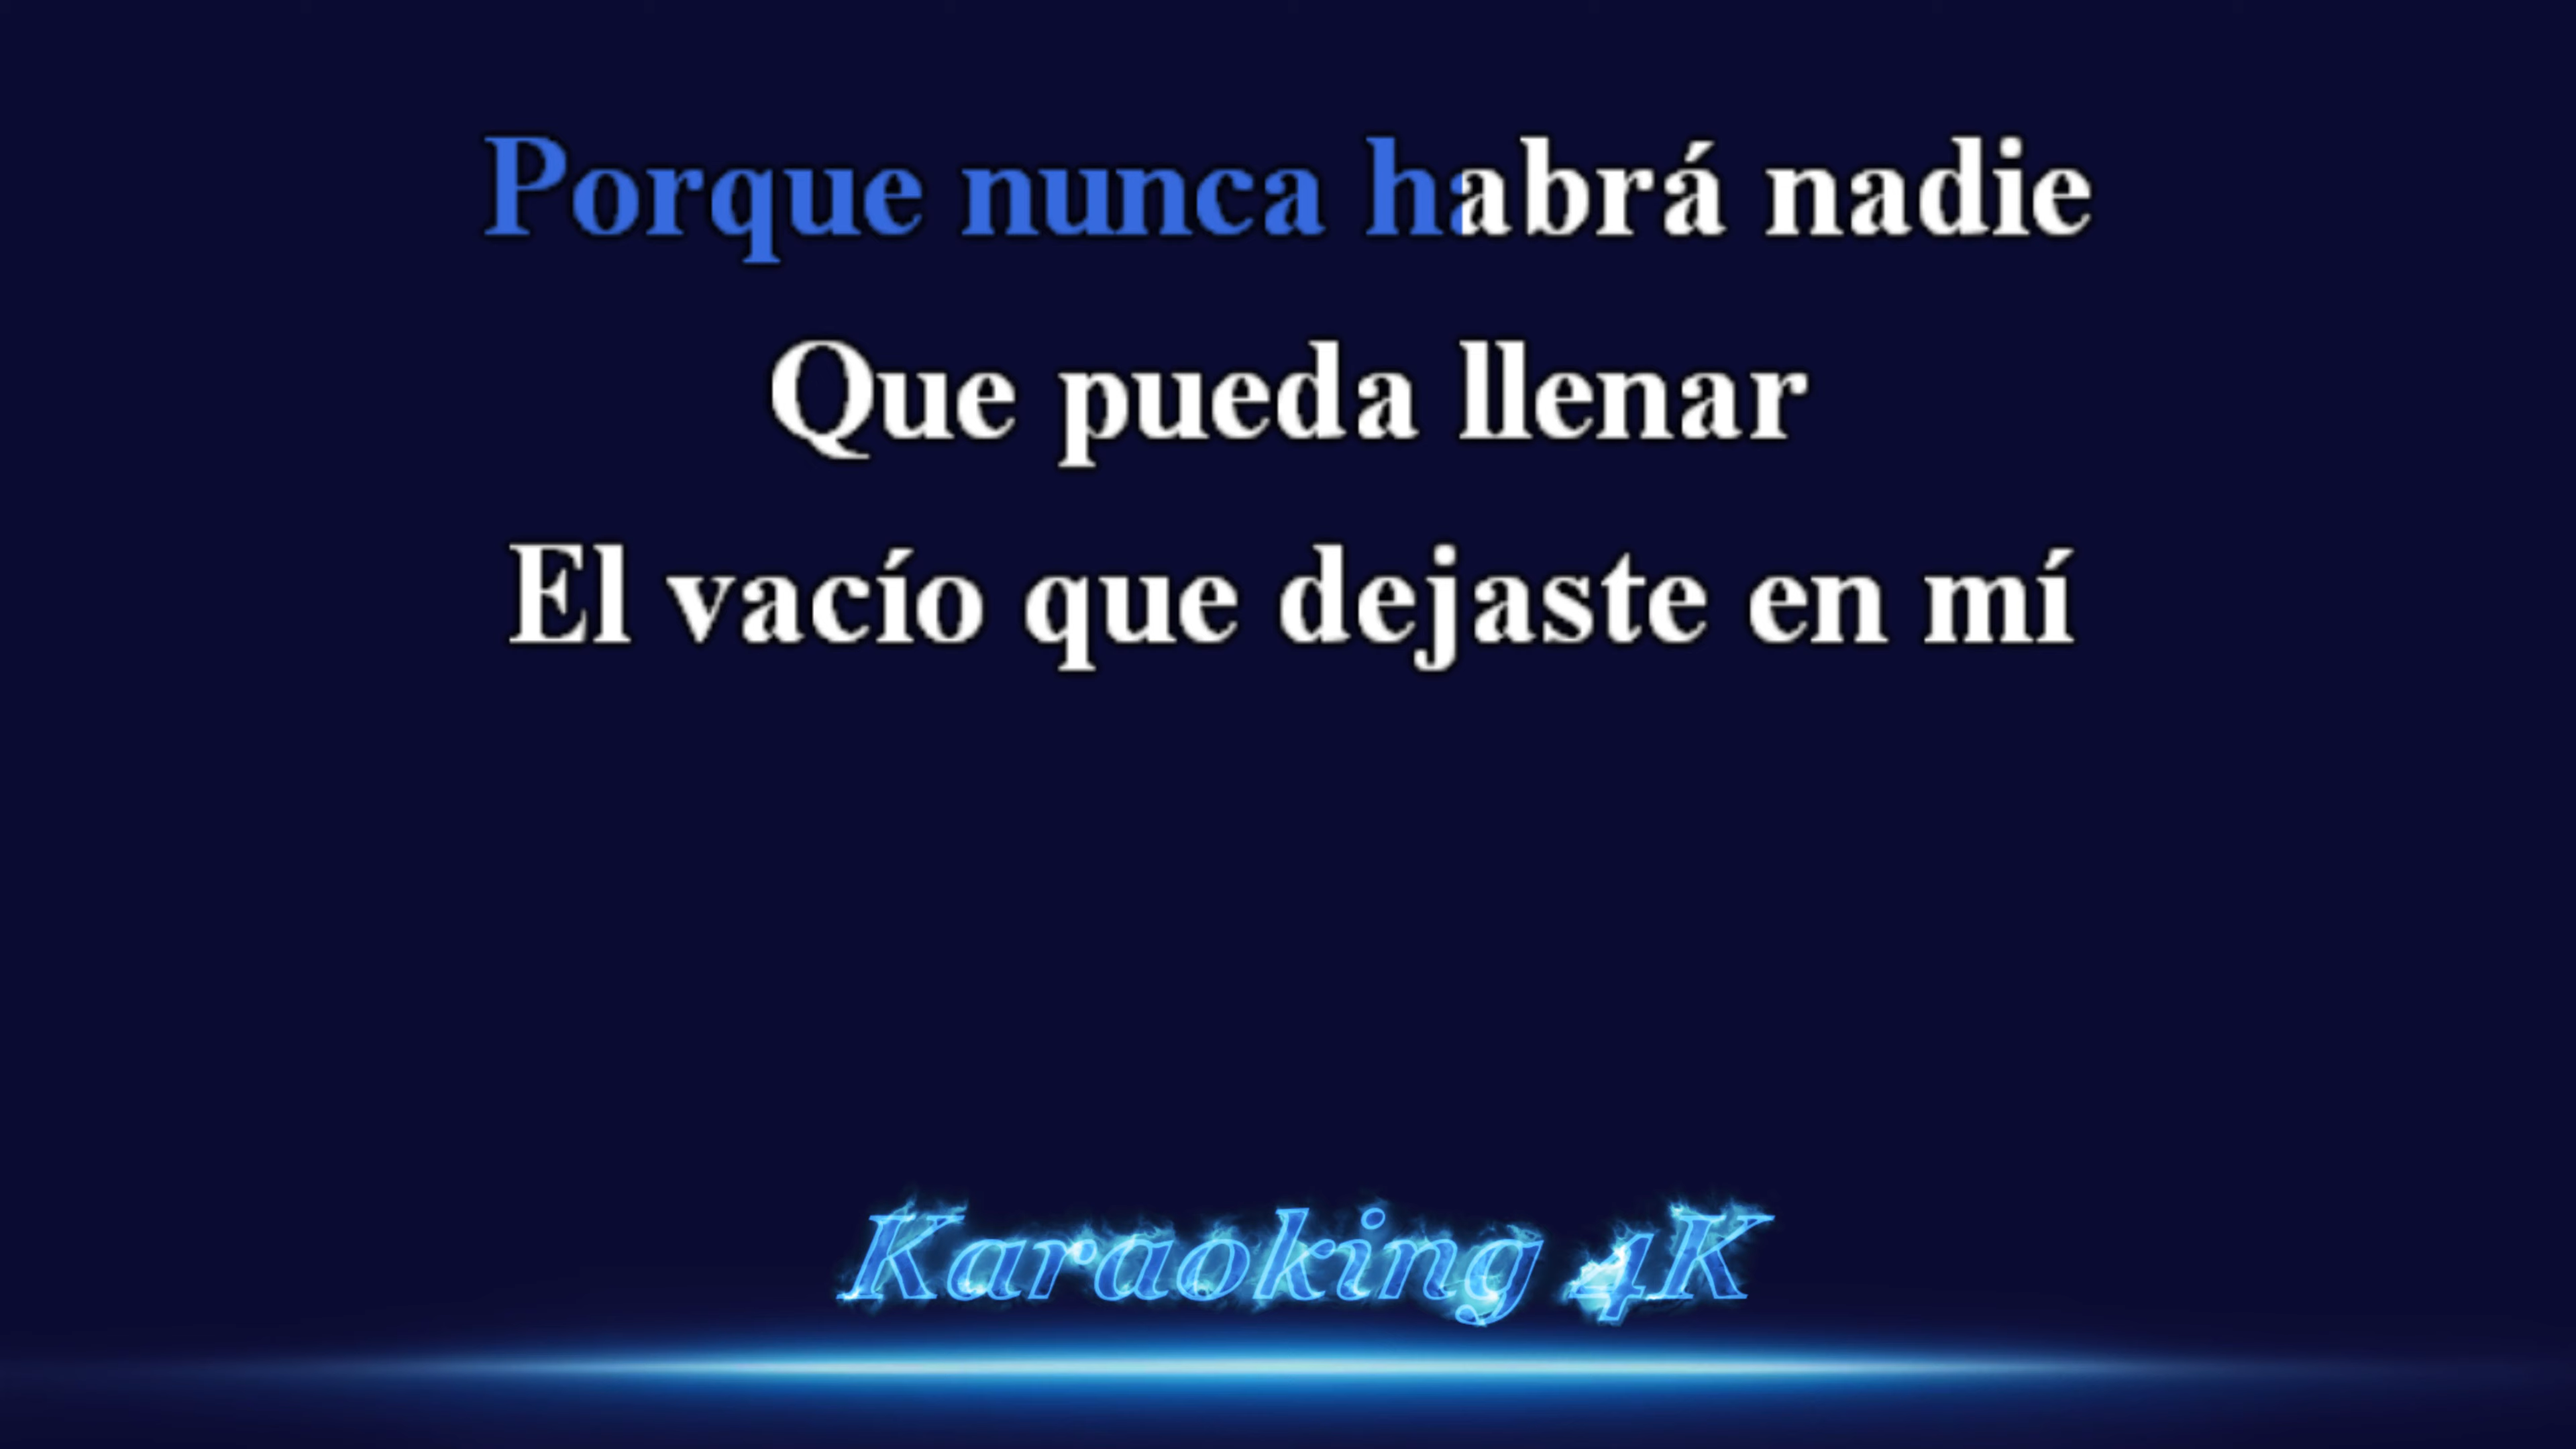 Porque nunca habrá nadie
Que pueda llenar
El vacío que dejaste en mí
Karaoking 4K